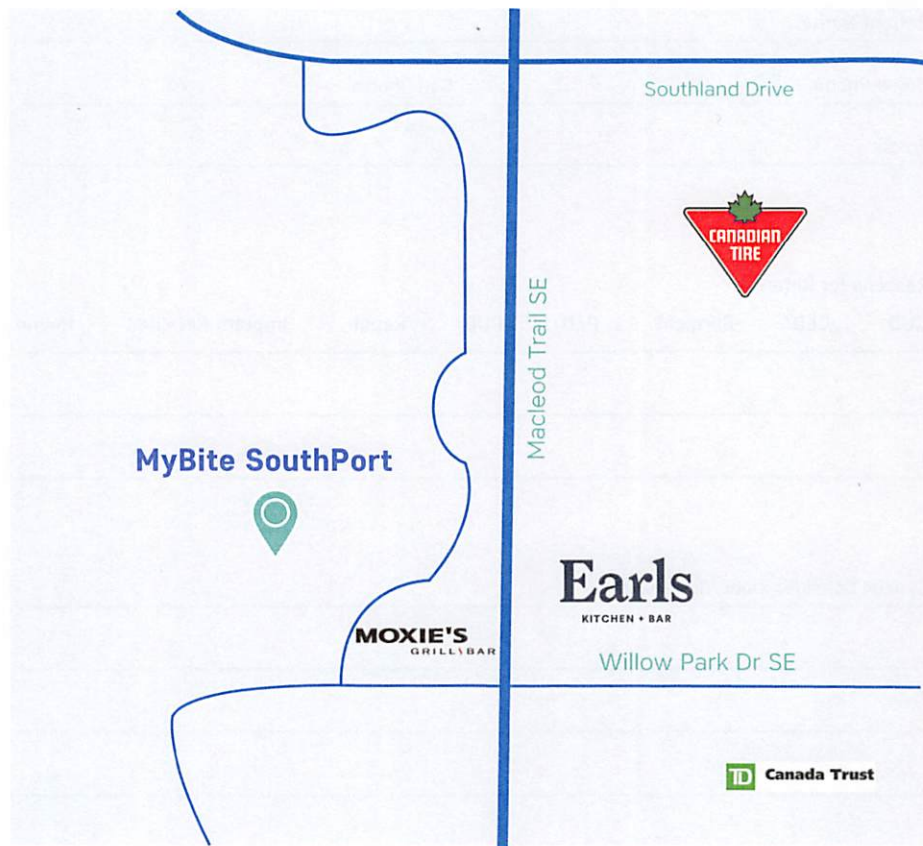 Southland Drive
CANADIAN
TIRE
Macleod Trail SE
MyBite SouthPort
Earls
KITCHEN + BAR
MOXIE'S
GRILL\BAR
Willow Park Dr SE
TD Canada Trust